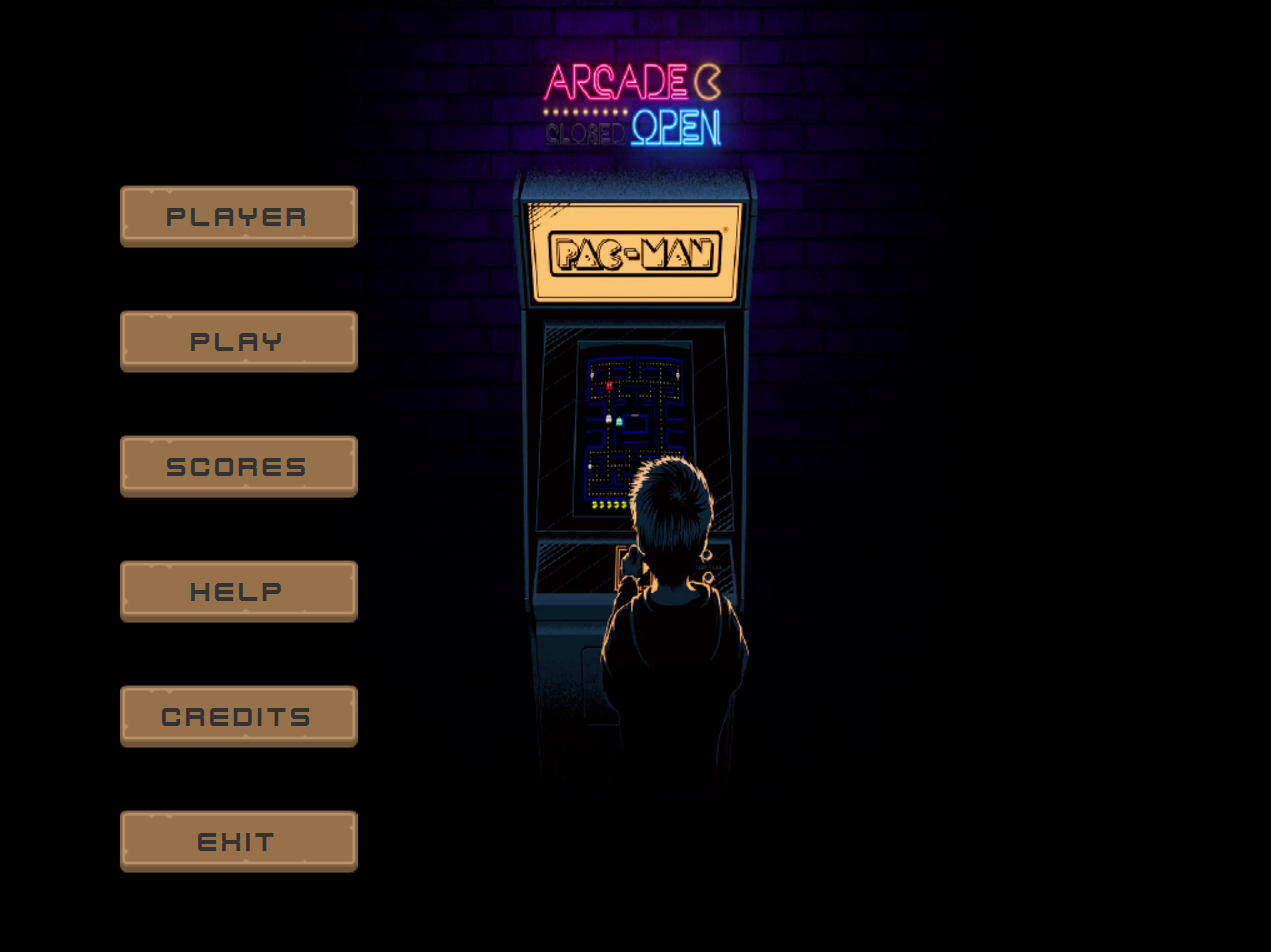 ARCADE
CLOSED OPEN
PAC-MAN
PLAYER
PLAY
SCORES
HELP
CREDITS
EXIT